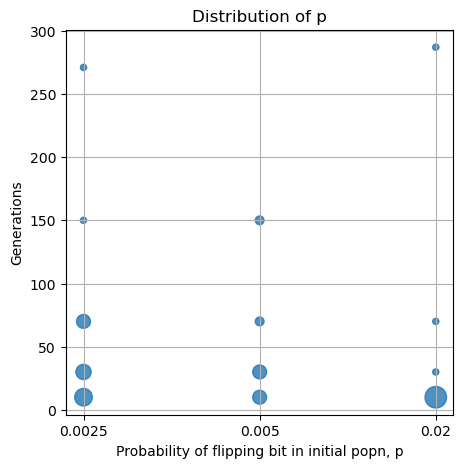 Distribution of p
300
250
200
150
100
50
0
Generations
0.0025 0.005 0.02
Probability of flipping bit in initial popn, p